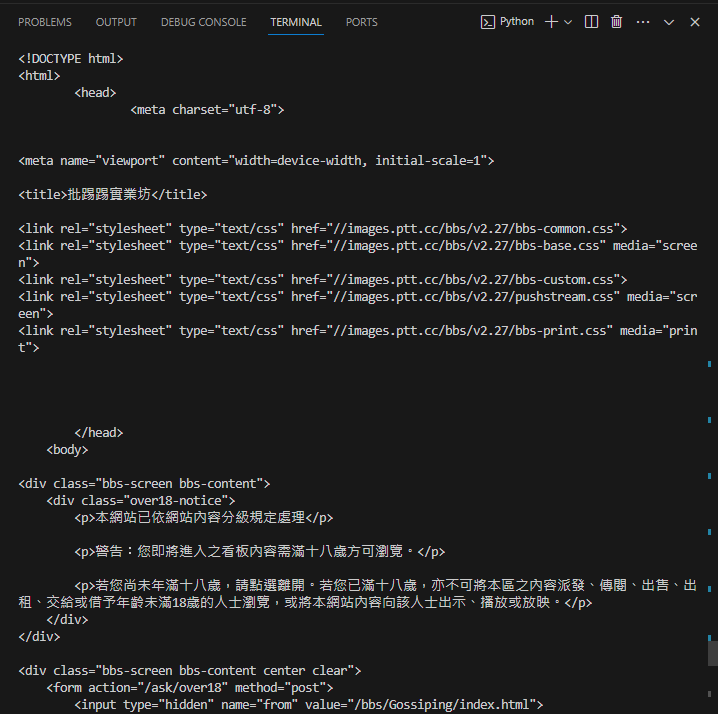 PROBLEMS OUTPUT DEBUG CONSOLE TERMINAL PORTS Python
<!DOCTYPE html>
<html>
<head>
<meta charset="utf-8">
<meta name="viewport" content="width=device-width, initial-scale=1">
<title>批踢踢實業坊</title>
<link rel="stylesheet" type="text/css" href="//images.ptt.cc/bbs/v2.27/bbs-common.css">
<link rel="stylesheet" type="text/css" href="//images.ptt.cc/bbs/v2.27/bbs-base.css" media="scree
n">
<link rel="stylesheet" type="text/css" href="//images.ptt.cc/bbs/v2.27/bbs-custom.css">
<link rel="stylesheet" type="text/css" href="//images.ptt.cc/bbs/v2.27/pushstream.css" media="scr
een">
<link rel="stylesheet" type="text/css" href="//images.ptt.cc/bbs/v2.27/bbs-print.css" media="prin
t">
</head>
<body>
<div class="bbs-screen bbs-content">
<div class="over18-notice">
<p>本網站已依網站內容分級規定處理</p>
<p>警告：您即將進入之看板內容需滿十八歲方可瀏覽。</p>
<p>若您尚未年滿十八歲，請點選離開。若您已滿十八歲，亦不可將本區之內容派發、傳閱、出售、出
租、交給或借予年齡未滿18歲的人士瀏覽，或將本網站內容向該人士出示、播放或放映。</p>
</div>
</div>
<div class="bbs-screen bbs-content center clear">
<form action="/ask/over18" method="post">
<input type="hidden" name="from" value="/bbs/Gossiping/index.html">